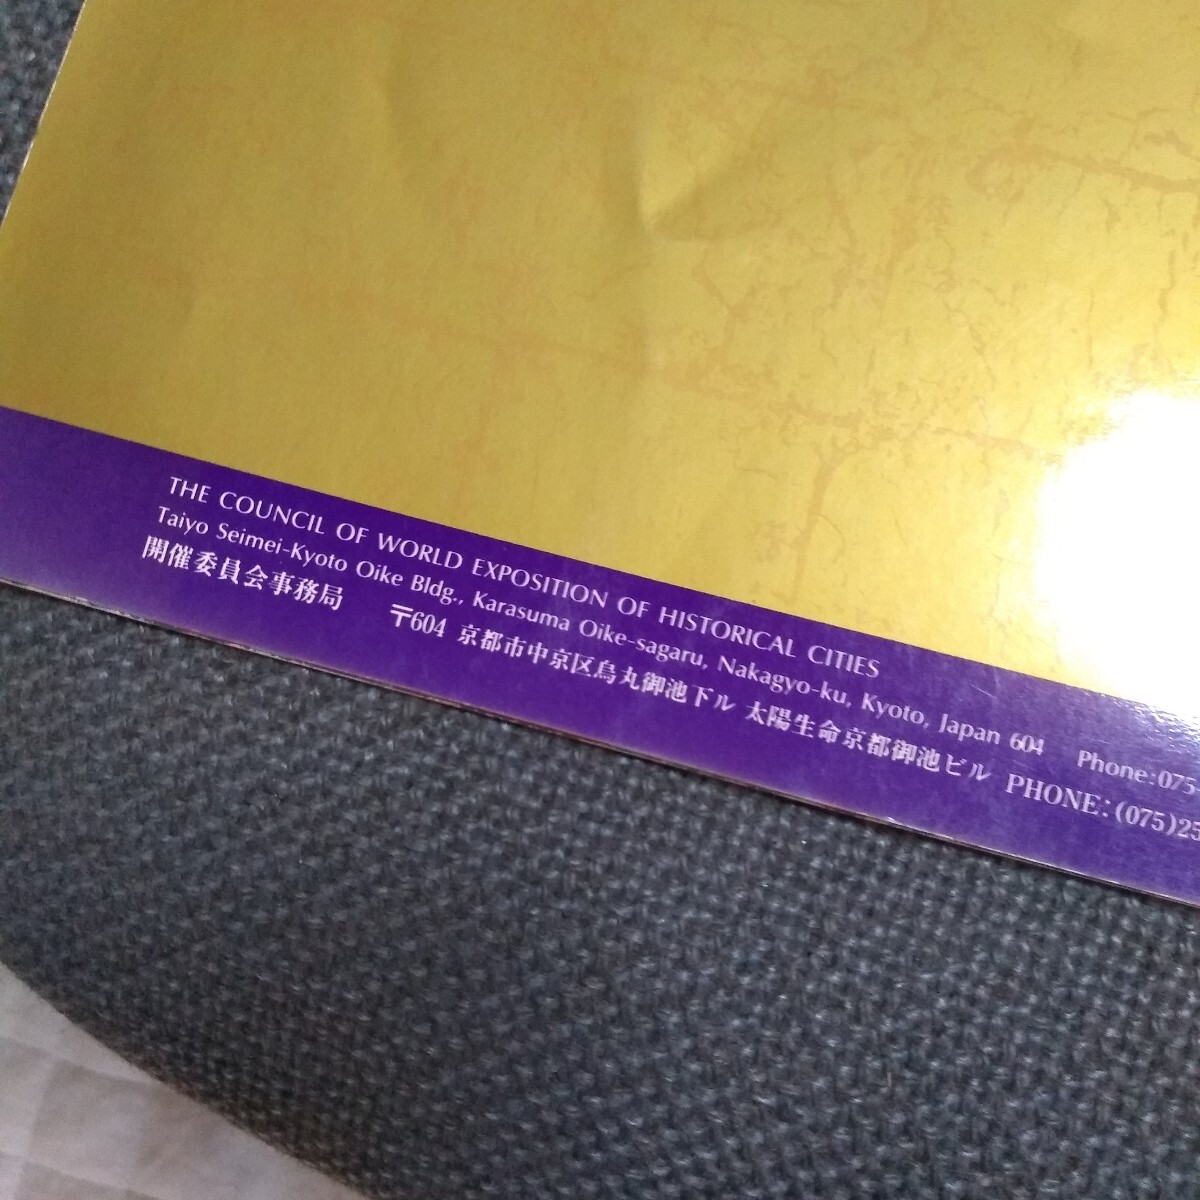 THE COUNCIL OF WORLD EXPOSITION OF HISTORICAL CITIES
Taiyo Seimei-Kyoto Oike Bldg., Karasuma Oike-sagaru, Nakagyo-ku, Kyoto, Japan 604 Phone:075-
開催委員会事務局 〒604 京都市中京区烏丸御池下ル 太陽生命京都御池ビル PHONE:(075)25